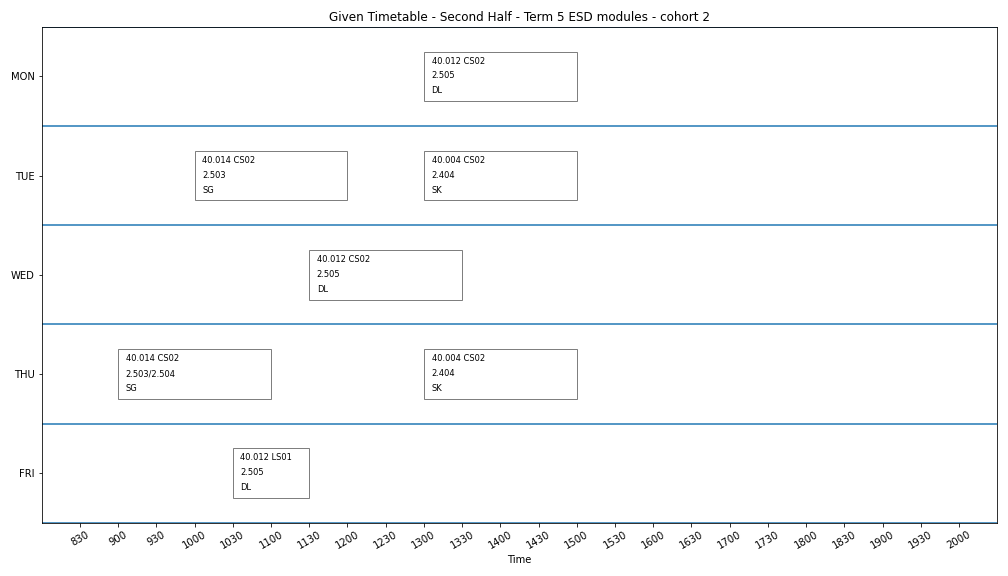 Given Timetable - Second Half - Term 5 ESD modules - cohort 2
MON
40.012 CS02
2.505
DL
TUE
40.014 CS02
2.503
SG
40.004 CS02
2.404
SK
WED
40.012 CS02
2.505
DL
THU
40.014 CS02
2.503/2.504
SG
40.004 CS02
2.404
SK
FRI
40.012 LS01
2.505
DL
830 900 930 1000 1030 1100 1130 1200 1230 1300 1330 1400 1430 1500 1600 1630 1700 1730 1800 1830 1900 1930 2000
Time